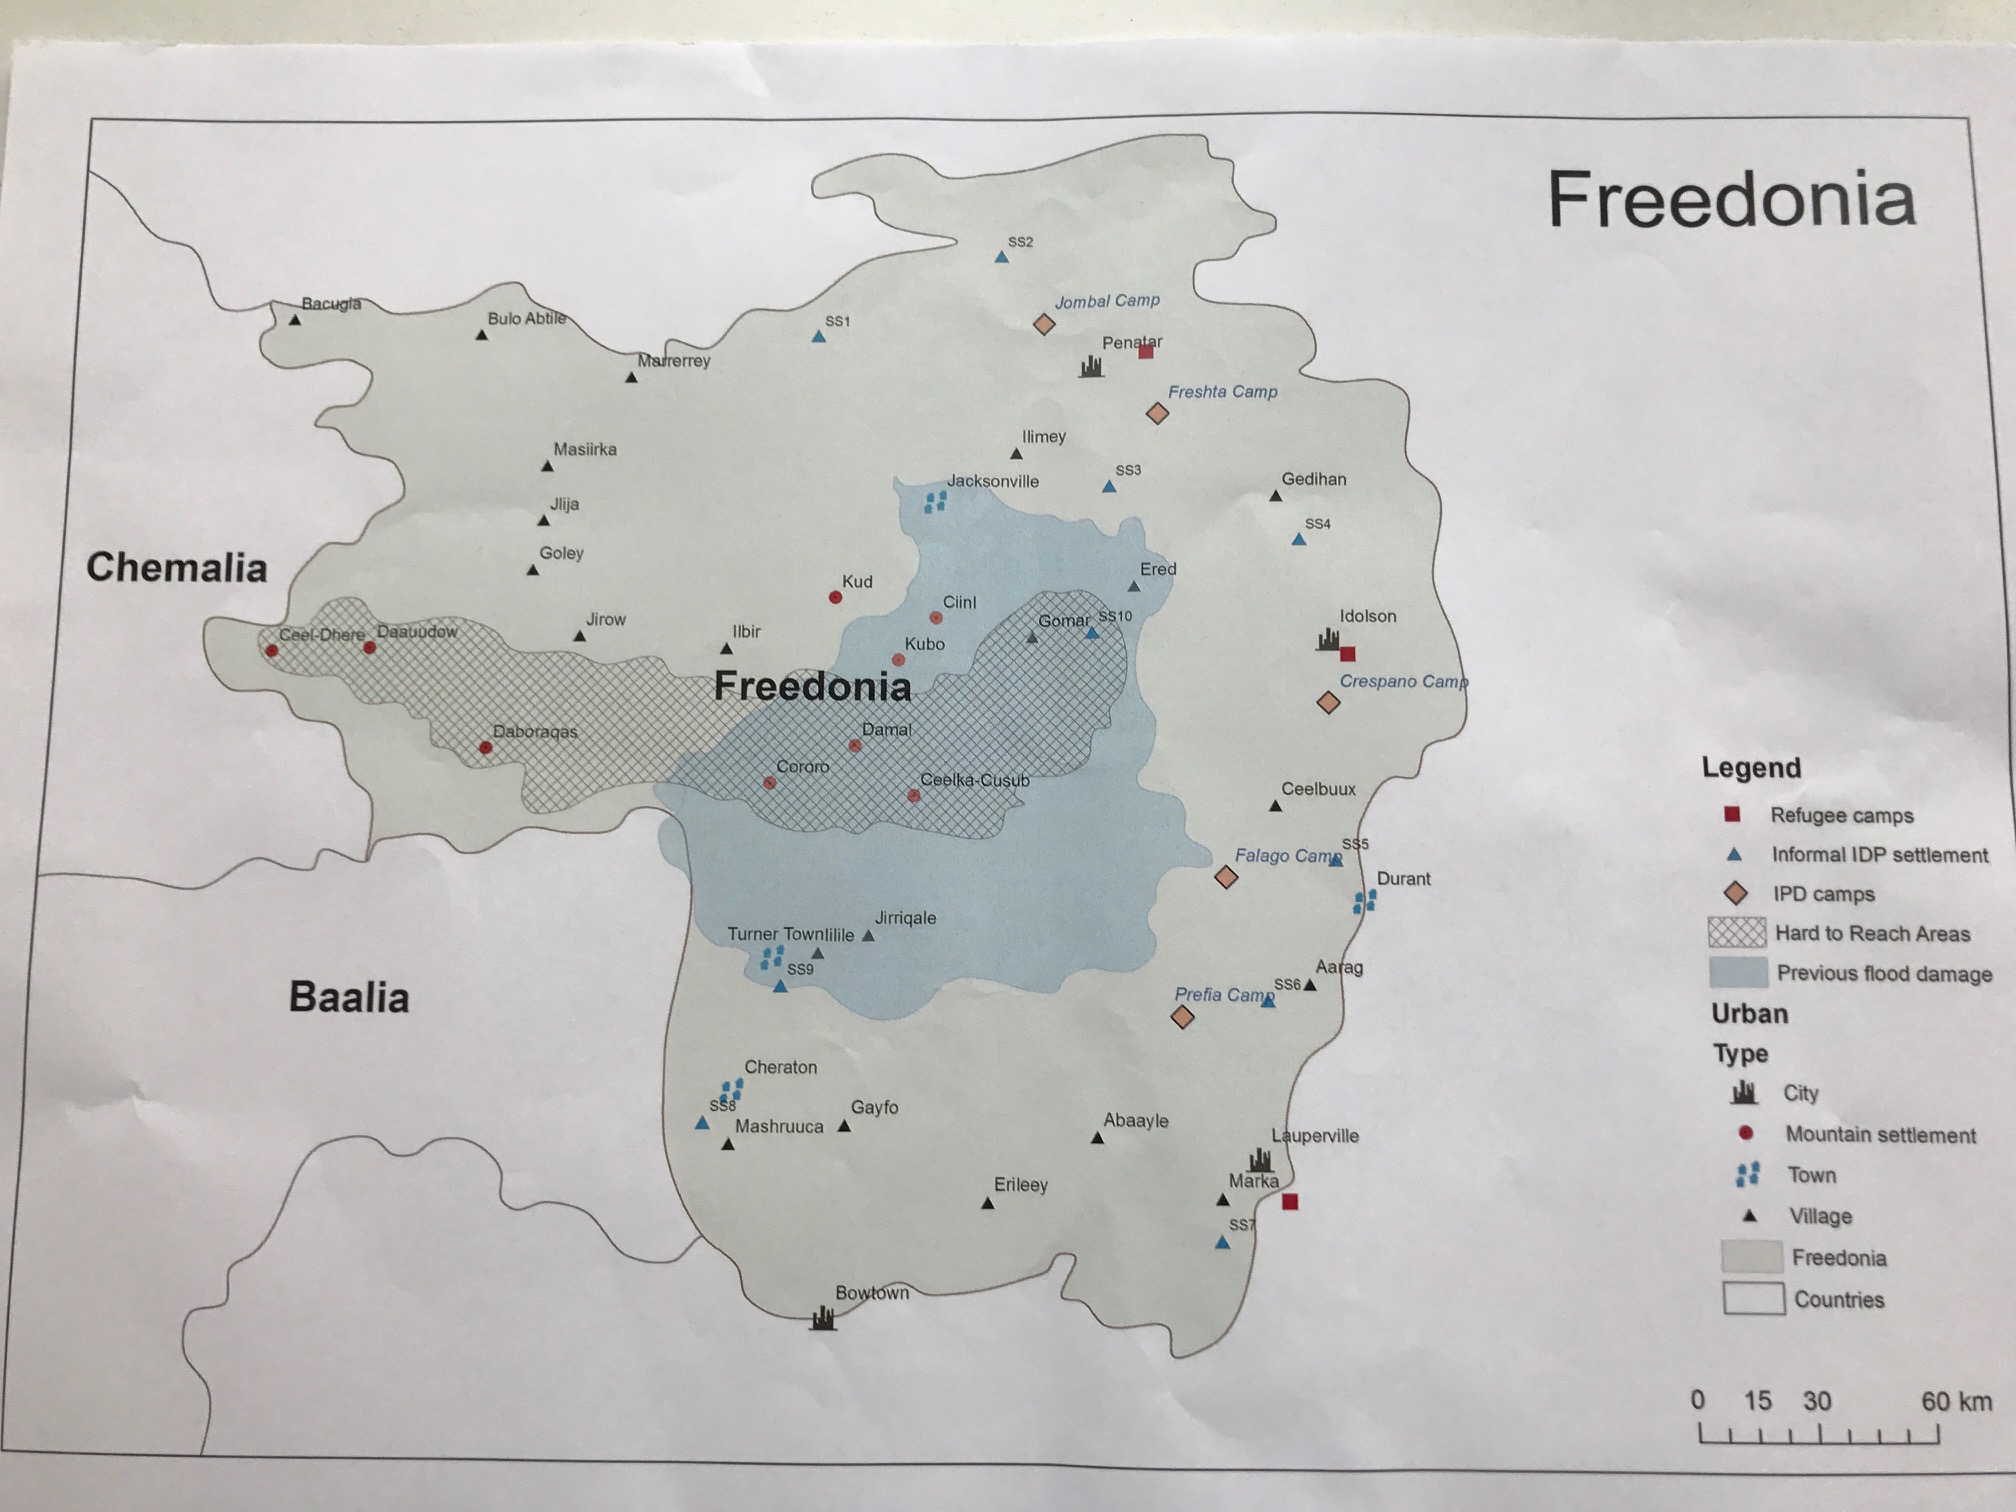 Freedonia
SS2
Jombal Camp
Bacugia
Bulo Abtile
SS1
Penatar
Marrerrey
Freshta Camp
Ilimey
Masiirka
SS3
Jacksonville
Gedihan
Jlija
SS4
Goley
Chemalia
Ered
Kud
Ciinl
Gomar
SS10
Idolson
Jirow
Ilbir
Ceel-Dhere
Daauudow
Kubo
Freedonia
Crespano Camp
Daboraqas
Damal
Cororo
Ceelka-Cusub
Ceelbuux
SS5
Falago Camp
Durant
Jirriqale
Turner Town
lilile
SS9
Aarag
SS6
Prefia Camp
Baalia
Cheraton
SS8
Gayfo
Mashruuca
Abaayle
Lauperville
Marka
Erileey
SS7
Bowtown
Legend
Refugee camps
Informal IDP settlement
IPD camps
Hard to Reach Areas
Previous flood damage
Urban
Type
City
Mountain settlement
Town
Village
Freedonia
Countries
0 15 30 60 km